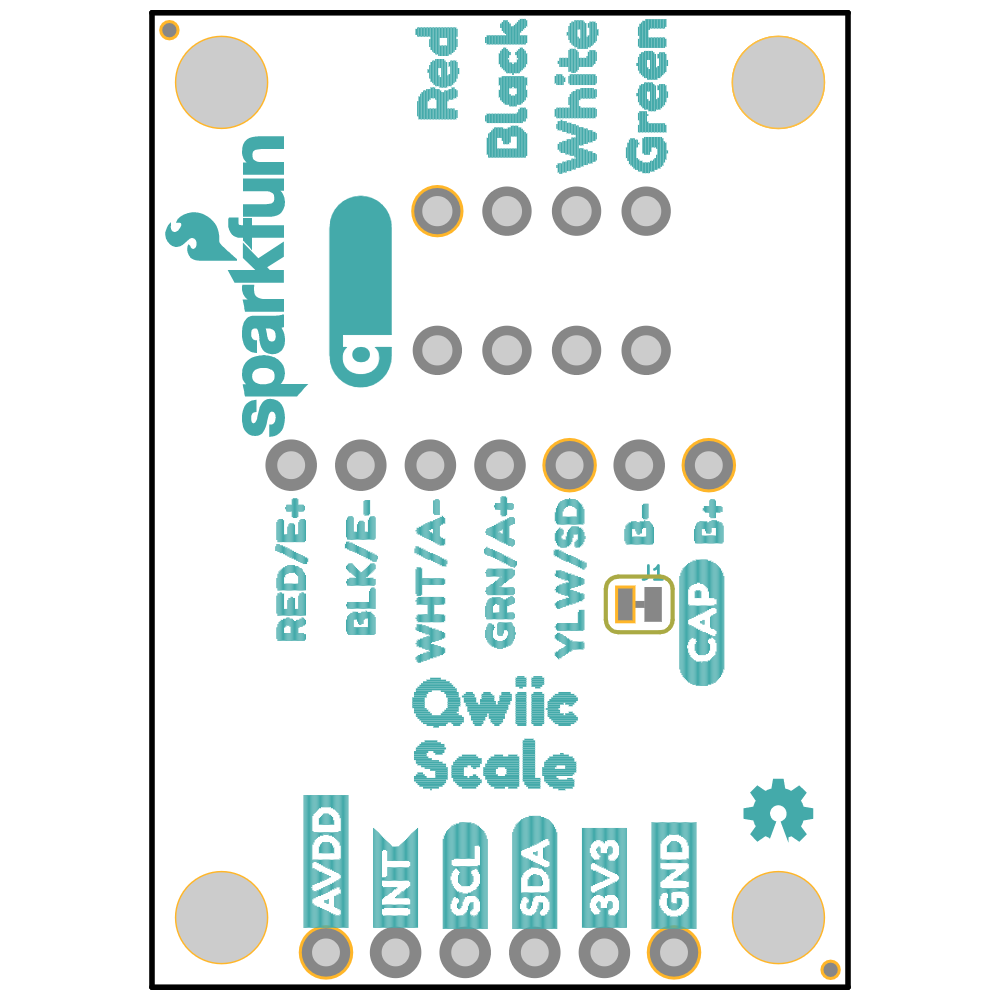 Red
Black
White
Green
sparkfun
q
RED/E+
BLK/E-
WHT/A-
GRN/A+
YLW/SD
B-
B+
J1
CAP
Qwiic
Scale
AVDD
INT
SCL
SDA
3V3
GND